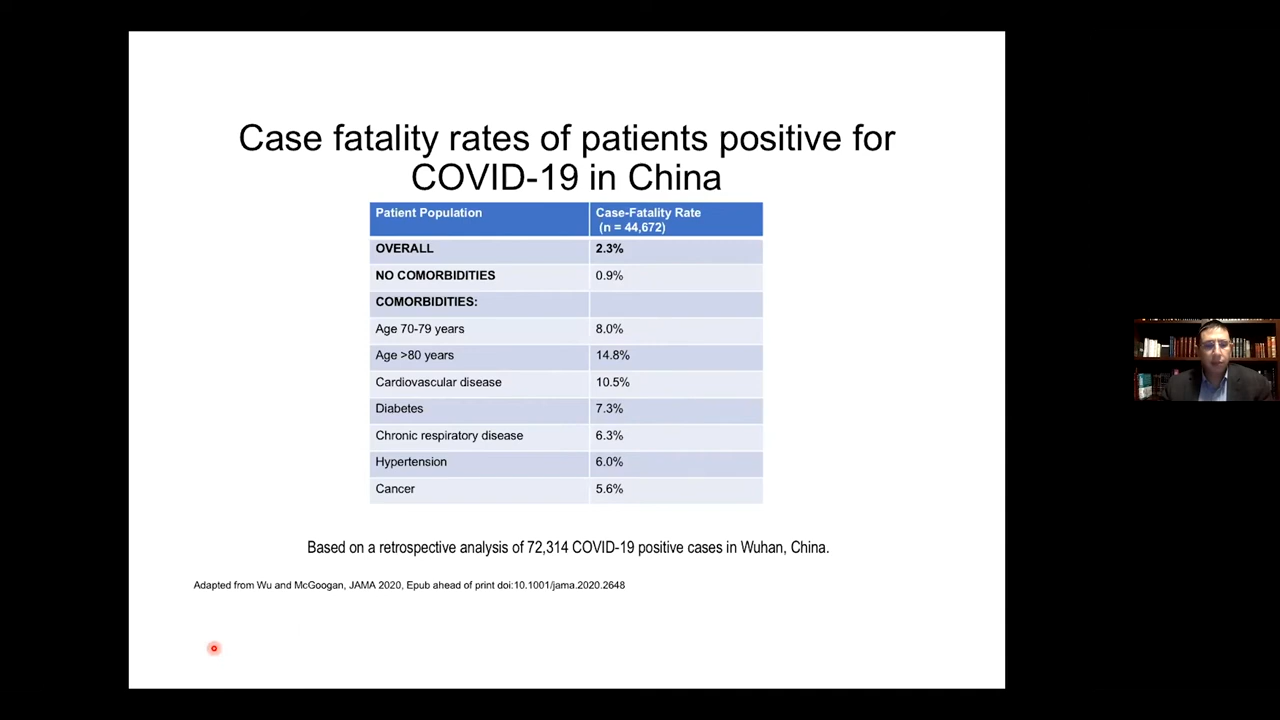 Case fatality rates of patients positive for
COVID-19 in China
Patient Population
Case-Fatality Rate
(n = 44,672)
OVERALL 2.3%
NO COMORBIDITIES 0.9%
COMORBIDITIES:
Age 70-79 years 8.0%
Age >80 years 14.8%
Cardiovascular disease 10.5%
Diabetes 7.3%
Chronic respiratory disease 6.3%
Hypertension 6.0%
Cancer 5.6%
Based on a retrospective analysis of 72,314 COVID-19 positive cases in Wuhan, China.
Adapted from Wu and McGoogan, JAMA 2020, Epub ahead of print doi:10.1001/jama.2020.2648